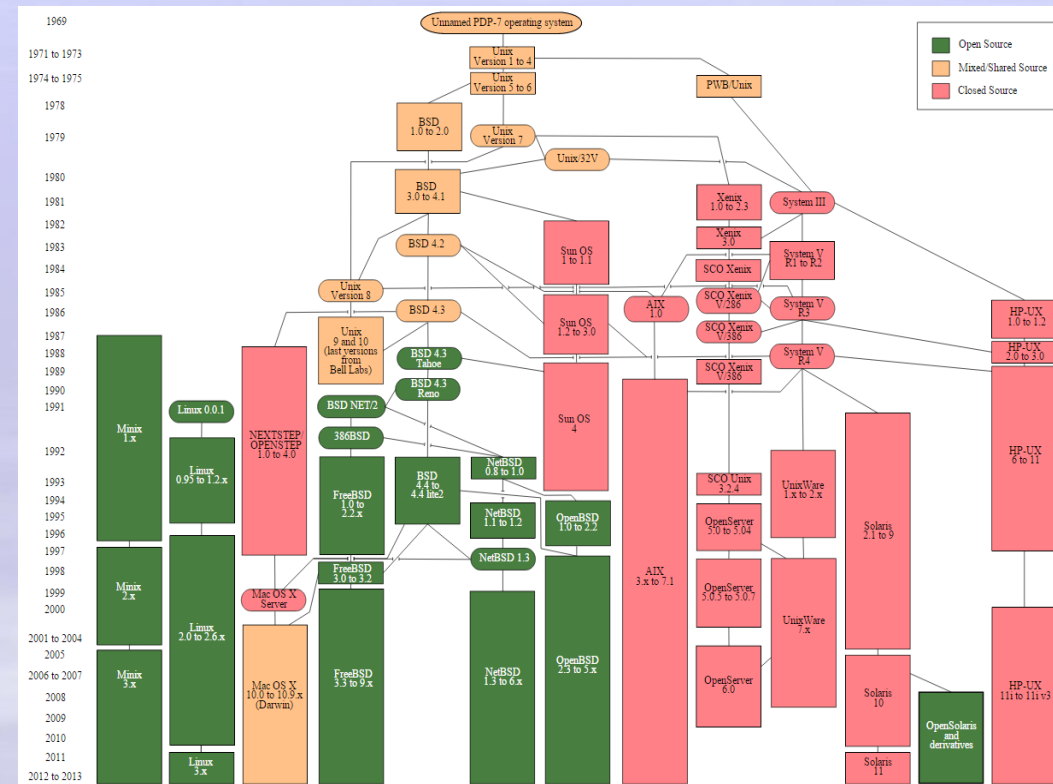 1969
1971 to 1973
1974 to 1975
1978
1979
1980
1981
1982
1983
1984
1985
1986
1987
1988
1989
1990
1991
1992
1993
1994
1995
1996
1997
1998
1999
2000
2001 to 2004
2005
2006 to 2007
2008
2009
2010
2011
2012 to 2013
Unnamed PDP-7 operating system
Open Source
Mixed/Shared Source
Closed Source
Unix
Version 1 to 4
Unix
Version 5 to 6
PWB/Unix
BSD
1.0 to 2.0
Unix
Version 7
Unix/32V
BSD
3.0 to 4.1
Xenix
1.0 to 2.3
System III
Xenix
3.0
BSD 4.2
Sun OS
1 to 1.1
System V
R1 to R2
SCO Xenix
Unix
Version 8
SCO Xenix
V/286
AIX
1.0
System V
R3
BSD 4.3
Sun OS
1.2 to 3.0
HP-UX
1.0 to 1.2
SCO Xenix
V/386
Unix
9 and 10
(last versions
from
Bell Labs)
BSD 4.3
Tahoe
System V
R4
HP-UX
2.0 to 3.0
SCO Xenix
V/386
BSD 4.3
Reno
BSD NET/2
Linux 0.0.1
Minix
1.x
NEXTSTEP/
OPENSTEP
1.0 to 4.0
Sun OS
4
386BSD
Linux
0.95 to 1.2.x
NetBSD
0.8 to 1.0
HP-UX
6 to 11
BSD
4.4 to
4.4 lite2
SCO Unix
3.2.4
UnixWare
1.x to 2.x
FreeBSD
1.0 to
2.2.x
NetBSD
1.1 to 1.2
OpenBSD
1.0 to 2.2
OpenServer
5.0 to 5.04
Solaris
2.1 to 9
NetBSD 1.3
FreeBSD
3.0 to 3.2
AIX
3.x to 7.1
OpenServer
5.0.5 to 5.0.7
Minix
2.x
Mac OS X
Server
Linux
2.0 to 2.6.x
UnixWare
7.x
FreeBSD
3.3 to 9.x
NetBSD
1.3 to 6.x
OpenBSD
2.3 to 5.x
Minix
3.x
Mac OS X
10.0 to 10.9.x
(Darwin)
OpenServer
6.0
Solaris
10
HP-UX
11i to 11i v3
OpenSolaris
and
derivatives
Linux
3.x
Solaris
11